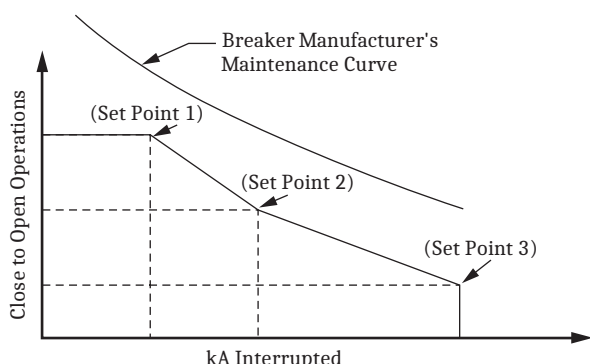 Breaker Manufacturer's
Maintenance Curve
(Set Point 1)
(Set Point 2)
(Set Point 3)
Close to Open Operations
kA Interrupted